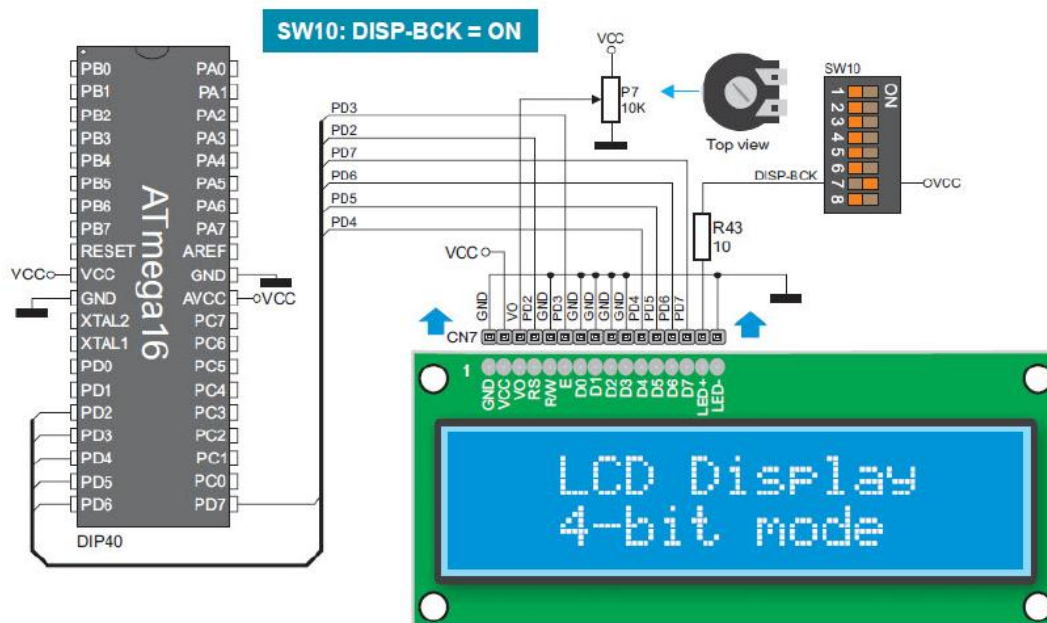 SW10: DISP-BCK = ON
VCC
P7
10K
Top view
SW10
ON
1
2
3
4
5
6
7
8
DISP-BCK
VCC
R43
10
PB0 PA0
PB1 PA1
PB2 PA2
PB3 PA3
PB4 PA4
PB5 PA5
PB6 PA6
PB7 PA7
RESET AREF
VCC VCC GND
GND AVCC VCC
XTAL2 PC7
XTAL1 PC6
PD0 PC5
PD1 PC4
PD2 PC3
PD3 PC2
PD4 PC1
PD5 PC0
PD6 PD7
ATmega16
DIP40
PD3
PD2
PD7
PD6
PD5
PD4
VCC
GND VCC VO PD2 GND PD3 GND GND GND GND PD4 PD5 PD6 PD7
CN7
1
GND VCC VO RS R/W E D0 D1 D2 D3 D4 D5 D6 D7 LED+ LED-
LCD Display
4-bit mode